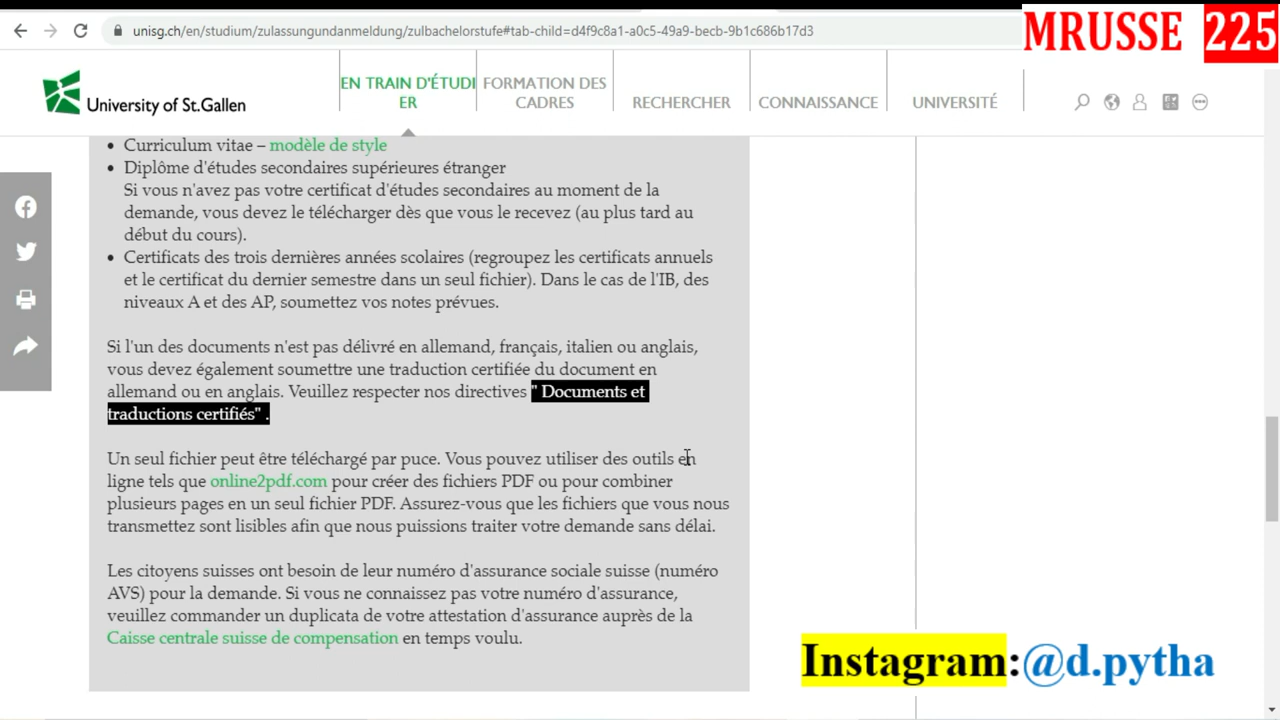 unisg.ch/en/studium/zulassungundanmeldung/zulbachelorstufe#tab-child=d4f9c8a1-a0c5-49a9-becb-9b1c686b17d3
MRUSSE 225
University of St.Gallen
EN TRAIN D'ÉTUDI
ER
FORMATION DES
CADRES
RECHERCHER
CONNAISSANCE
UNIVERSITÉ
• Curriculum vitae – modèle de style
• Diplôme d'études secondaires supérieures étranger
Si vous n'avez pas votre certificat d'études secondaires au moment de la
demande, vous devez le télécharger dès que vous le recevez (au plus tard au
début du cours).
• Certificats des trois dernières années scolaires (regroupez les certificats annuels
et le certificat du dernier semestre dans un seul fichier). Dans le cas de l'IB, des
niveaux A et des AP, soumettez vos notes prévues.
Si l'un des documents n'est pas délivré en allemand, français, italien ou anglais,
vous devez également soumettre une traduction certifiée du document en
allemand ou en anglais. Veuillez respecter nos directives " Documents et
traductions certifiés" .
Un seul fichier peut être téléchargé par puce. Vous pouvez utiliser des outils en
ligne tels que online2pdf.com pour créer des fichiers PDF ou pour combiner
plusieurs pages en un seul fichier PDF. Assurez-vous que les fichiers que vous nous
transmettez sont lisibles afin que nous puissions traiter votre demande sans délai.
Les citoyens suisses ont besoin de leur numéro d'assurance sociale suisse (numéro
AVS) pour la demande. Si vous ne connaissez pas votre numéro d'assurance,
veuillez commander un duplicata de votre attestation d'assurance auprès de la
Caisse centrale suisse de compensation en temps voulu.
Instagram:@d.pytha